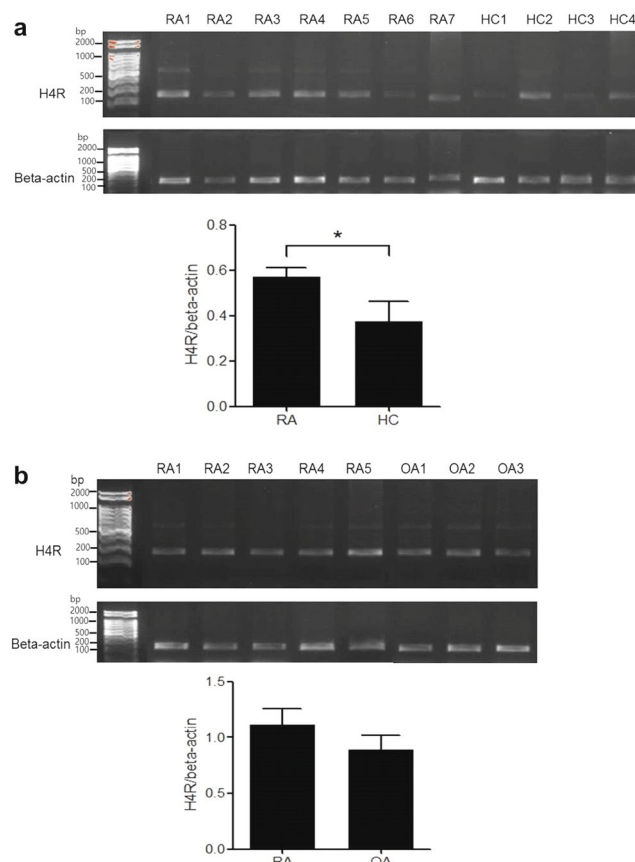 a
bp RA1 RA2 RA3 RA4 RA5 RA6 RA7 HC1 HC2 HC3 HC4
2000
1000
500
H4R 200
100
bp
2000
1000
500
Beta-actin 200
100
0.8
*
0.6
H4R/beta-actin
0.4
0.2
0.0
RA HC
b
bp RA1 RA2 RA3 RA4 RA5 OA1 OA2 OA3
2000
1000
500
H4R 200
100
bp
2000
1000
500
Beta-actin 200
100
1.5
H4R/beta-actin
1.0
0.5
0.0
RA OA